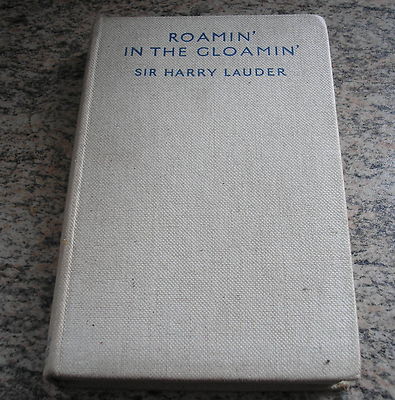 ROAMIN'
IN THE GLOAMIN'
SIR HARRY LAUDER